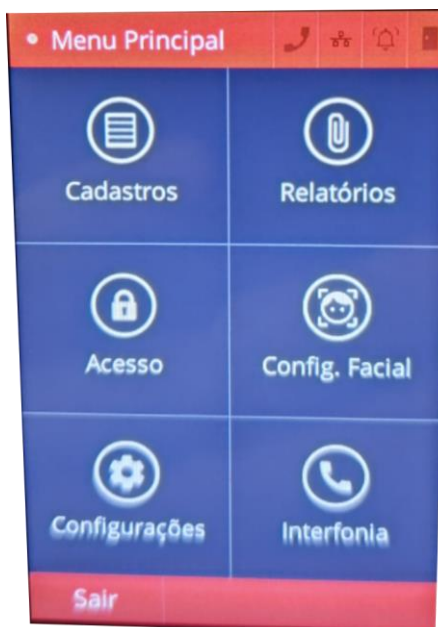 Menu Principal
Cadastros
Relatórios
Acesso
Config. Facial
Configurações
Interfonia
Sair